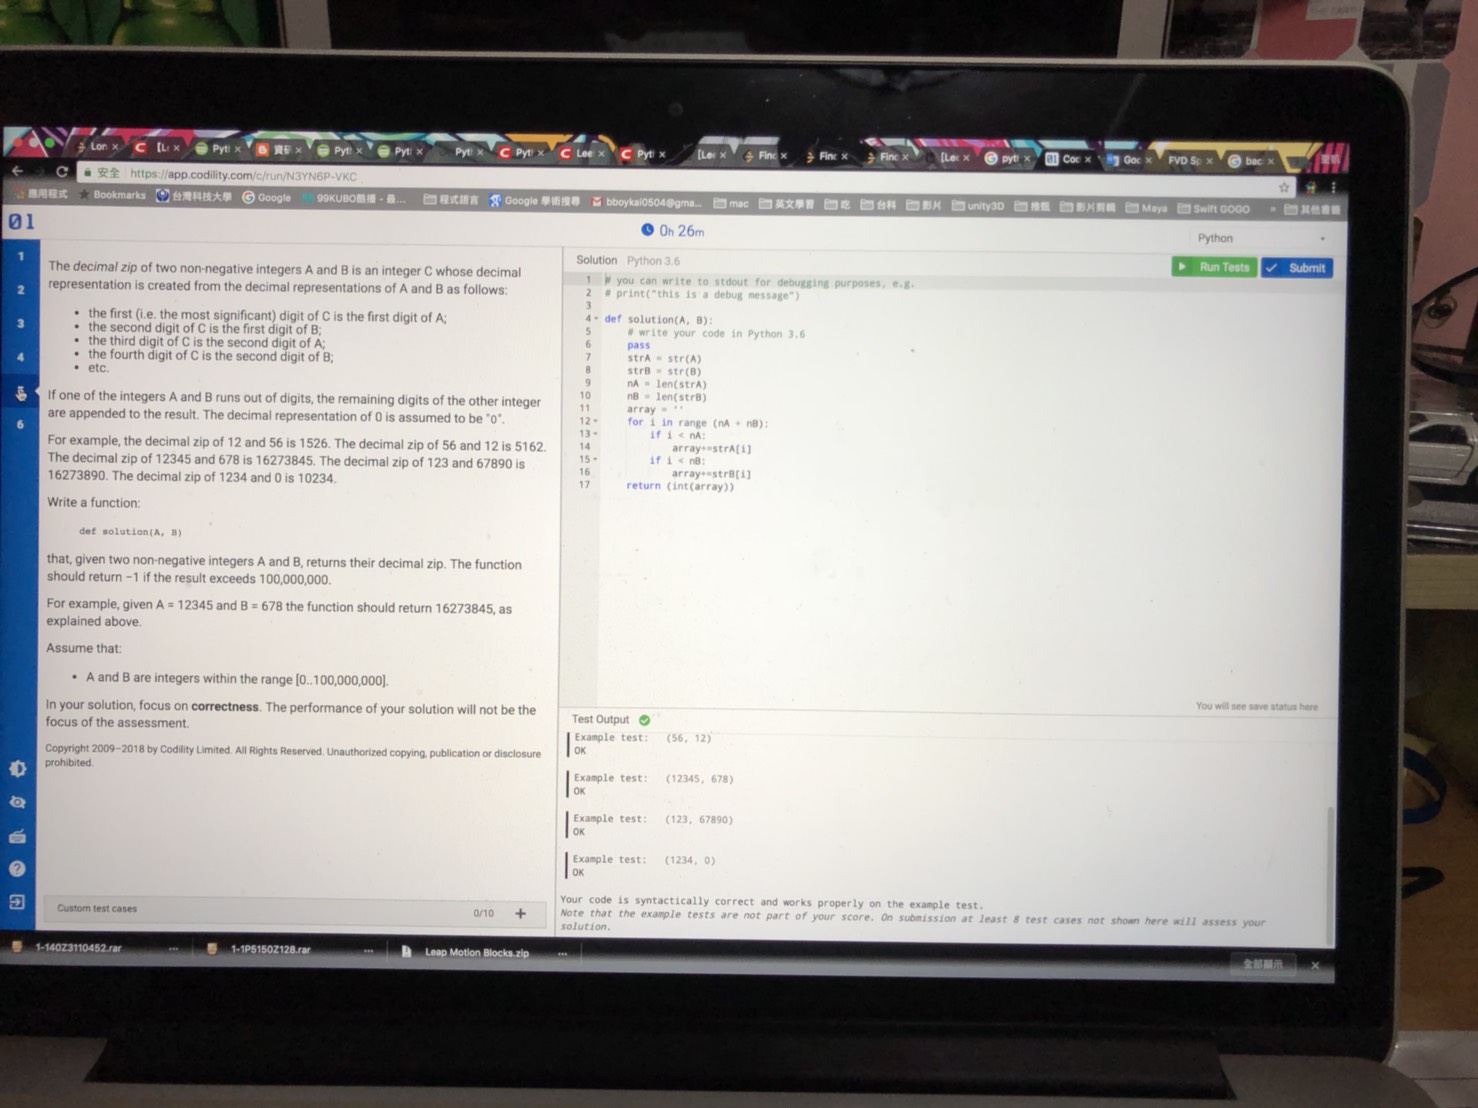 Lon
[L
Pyt
資
Pyt
Pyt
Pyt
Pyt
Lee
Pyt
[Le
Finc
Finc
Finc
[Lee
pyt
Coc
Goc
FVD Sp
bac
安全 https://app.codility.com/c/run/N3YN6P-VKC
應用程式
Bookmarks
台灣科技大學
Google
99KUBO酷播 - 最...
程式語言
Google 學術搜尋
bboykai0504@gma...
mac
英文學習
吃
台科
影片
unity3D
推甄
影片剪輯
Maya
Swift GOGO
»
其他書籤
01
0h 26m
Python
1
2
3
4
6
The decimal zip of two non-negative integers A and B is an integer C whose decimal
representation is created from the decimal representations of A and B as follows:
• the first (i.e. the most significant) digit of C is the first digit of A;
• the second digit of C is the first digit of B;
• the third digit of C is the second digit of A;
• the fourth digit of C is the second digit of B;
• etc.
If one of the integers A and B runs out of digits, the remaining digits of the other integer
are appended to the result. The decimal representation of 0 is assumed to be "0".
For example, the decimal zip of 12 and 56 is 1526. The decimal zip of 56 and 12 is 5162.
The decimal zip of 12345 and 678 is 16273845. The decimal zip of 123 and 67890 is
16273890. The decimal zip of 1234 and 0 is 10234.
Write a function:
def solution(A, B)
that, given two non-negative integers A and B, returns their decimal zip. The function
should return −1 if the result exceeds 100,000,000.
For example, given A = 12345 and B = 678 the function should return 16273845, as
explained above.
Assume that:
• A and B are integers within the range [0..100,000,000].
In your solution, focus on correctness. The performance of your solution will not be the
focus of the assessment.
Copyright 2009–2018 by Codility Limited. All Rights Reserved. Unauthorized copying, publication or disclosure
prohibited.
Custom test cases
0/10 +
Solution Python 3.6
Run Tests
Submit
1 # you can write to stdout for debugging purposes, e.g.
2 # print("this is a debug message")
3
4 def solution(A, B):
5 # write your code in Python 3.6
6 pass
7 strA = str(A)
8 strB = str(B)
9 nA = len(strA)
10 nB = len(strB)
11 array = ''
12 for i in range (nA + nB):
13 if i < nA:
14 array+=strA[i]
15 if i < nB:
16 array+=strB[i]
17 return (int(array))
You will see save status here
Test Output
Example test: (56, 12)
OK
Example test: (12345, 678)
OK
Example test: (123, 67890)
OK
Example test: (1234, 0)
OK
Your code is syntactically correct and works properly on the example test.
Note that the example tests are not part of your score. On submission at least 8 test cases not shown here will assess your
solution.
1-140Z3110452.rar
1-1P5150Z128.rar
Leap Motion Blocks.zip
全部顯示